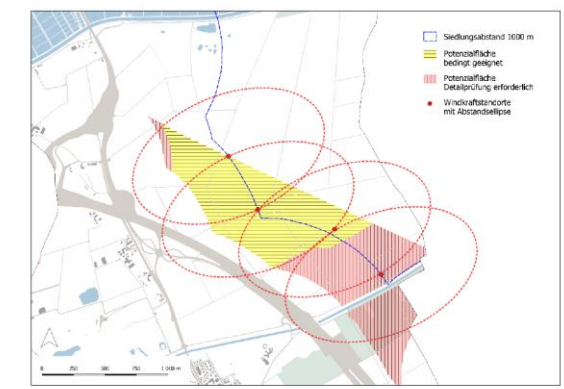 Siedlungsabstand 1000 m
Potenzialfläche
bedingt geeignet
Potenzialfläche
Detailprüfung erforderlich
Windkraftstandorte
mit Abstandsellipse
0 250 500 750 1 000 m